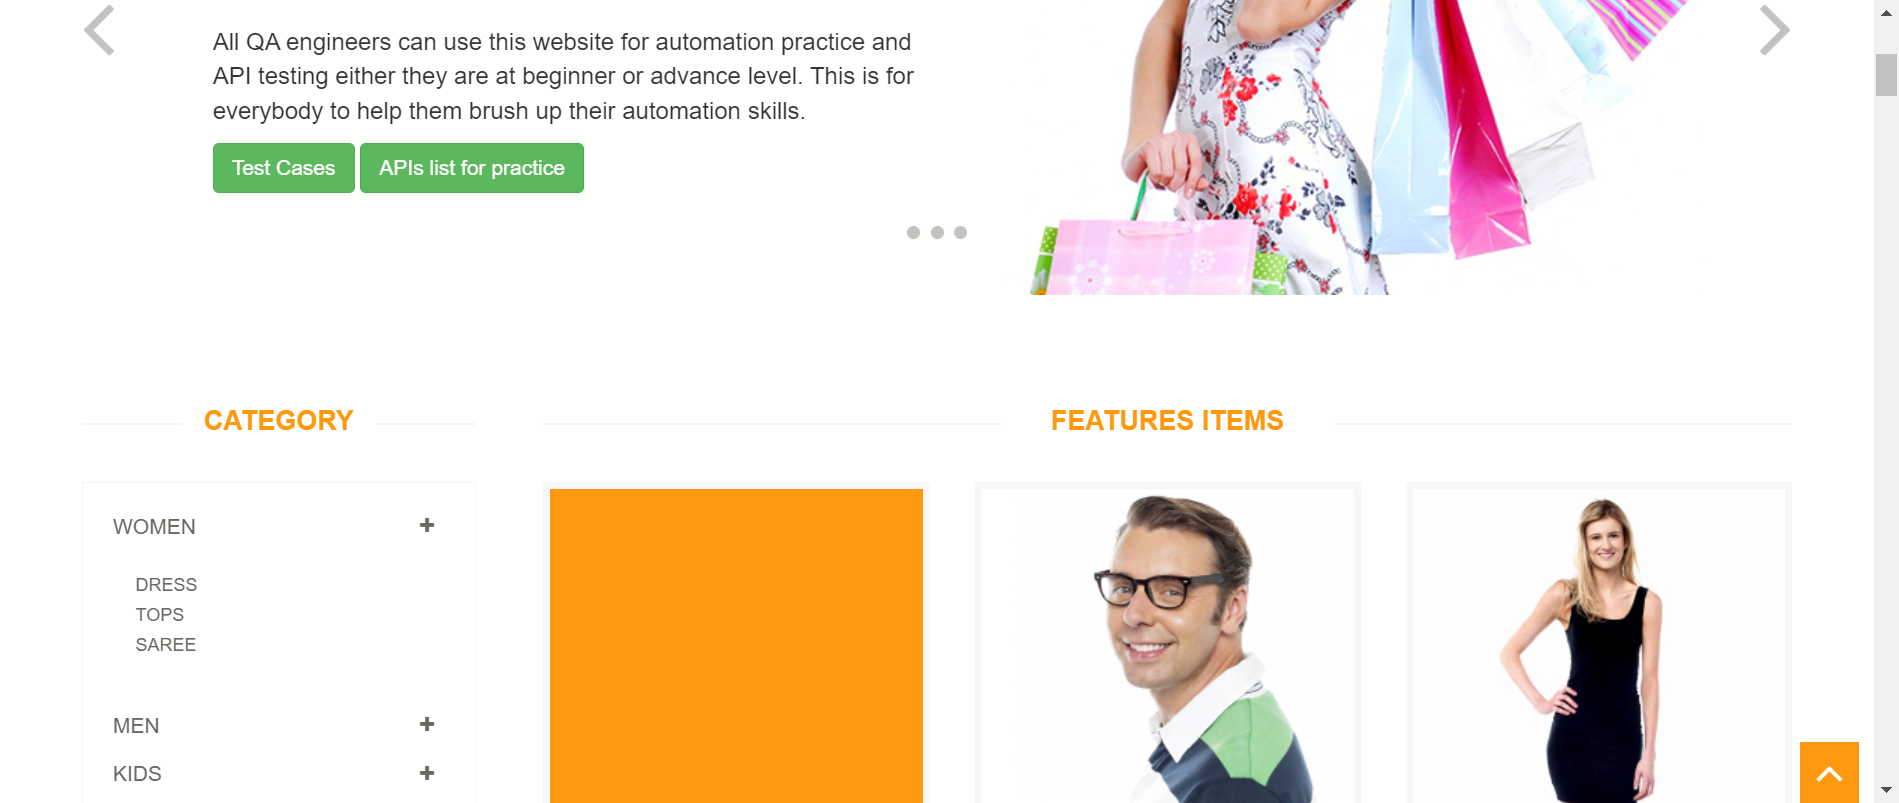 All QA engineers can use this website for automation practice and
API testing either they are at beginner or advance level. This is for
everybody to help them brush up their automation skills.
Test Cases
APIs list for practice
CATEGORY
WOMEN
DRESS
TOPS
SAREE
MEN
KIDS
FEATURES ITEMS